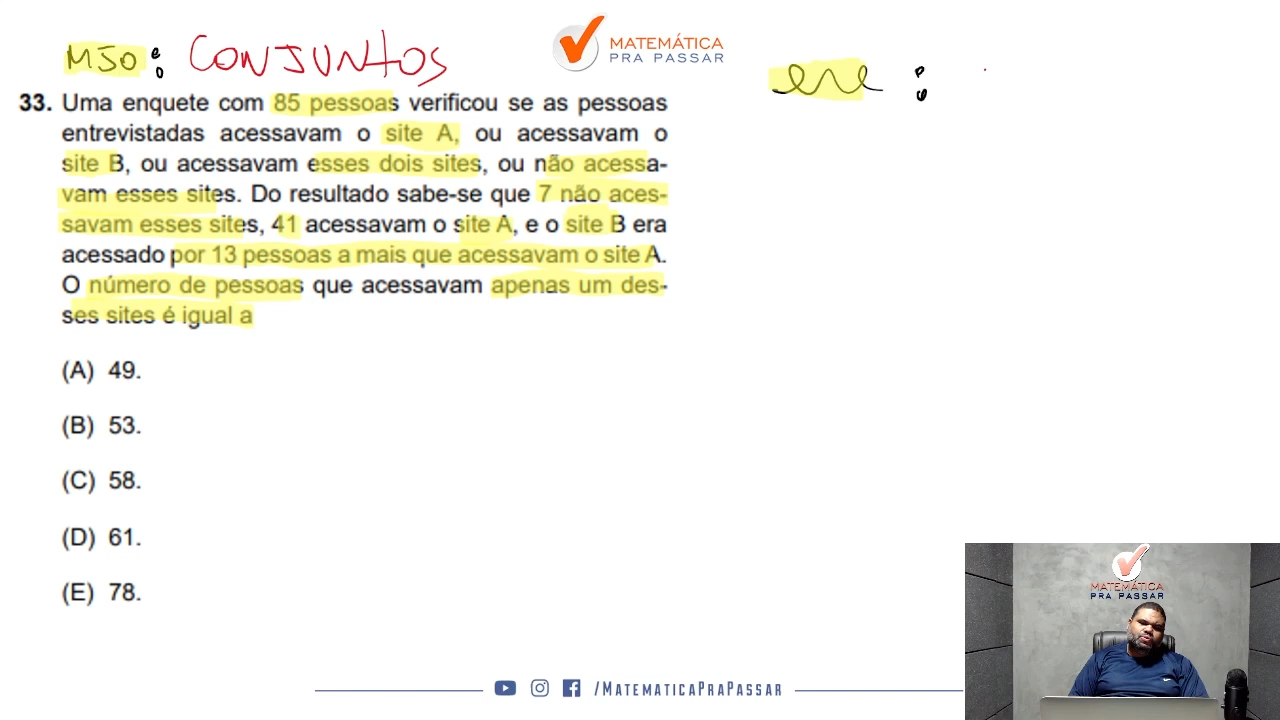 MJO: CONJUNTOS
MATEMÁTICA
PRA PASSAR
33. Uma enquete com 85 pessoas verificou se as pessoas
entrevistadas acessavam o site A, ou acessavam o
site B, ou acessavam esses dois sites, ou não acessa-
vam esses sites. Do resultado sabe-se que 7 não aces-
savam esses sites, 41 acessavam o site A, e o site B era
acessado por 13 pessoas a mais que acessavam o site A.
O número de pessoas que acessavam apenas um des-
ses sites é igual a
(A) 49.
(B) 53.
(C) 58.
(D) 61.
(E) 78.
MATEMÁTICA
PRA PASSAR
/MATEMATICAPRAPASSAR